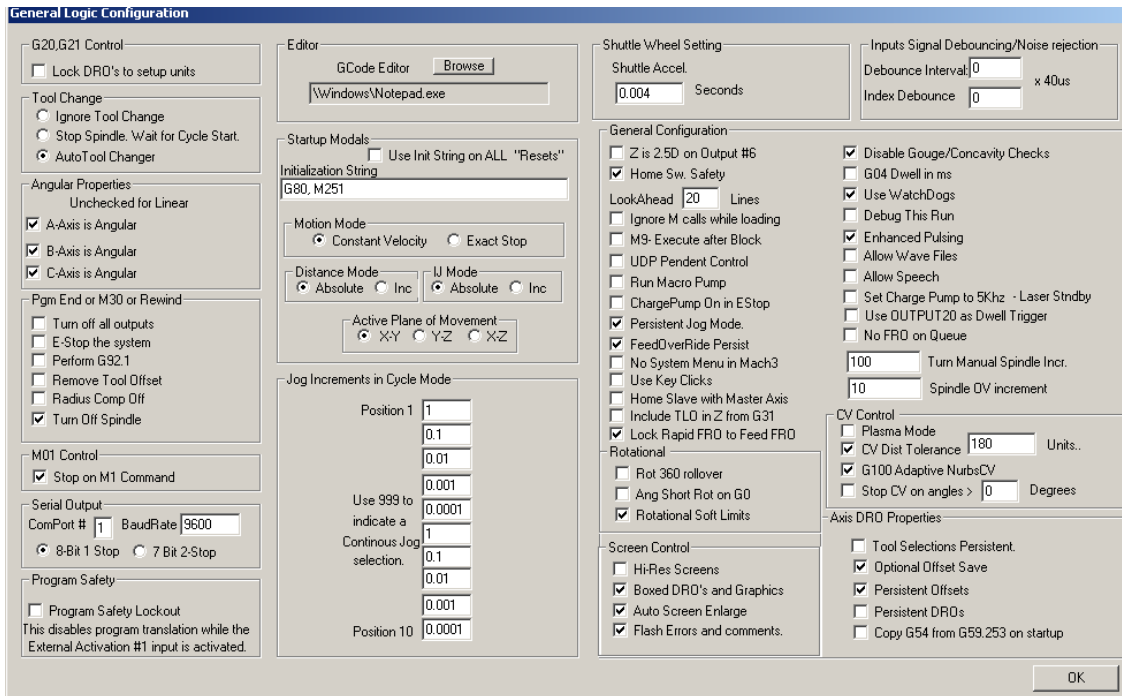 General Logic Configuration
G20,G21 Control
Lock DRO's to setup units
Tool Change
Ignore Tool Change
Stop Spindle. Wait for Cycle Start.
AutoTool Changer
Angular Properties
Unchecked for Linear
A-Axis is Angular
B-Axis is Angular
C-Axis is Angular
Pgm End or M30 or Rewind
Turn off all outputs
E-Stop the system
Perform G92.1
Remove Tool Offset
Radius Comp Off
Turn Off Spindle
M01 Control
Stop on M1 Command
Serial Output
ComPort # 1 BaudRate 9600
8-Bit 1 Stop 7 Bit 2-Stop
Program Safety
Program Safety Lockout
This disables program translation while the
External Activation #1 input is activated.
Editor
GCode Editor Browse
\Windows\Notepad.exe
Startup Modals
Use Init String on ALL "Resets"
Initialization String
G80, M251
Motion Mode
Constant Velocity Exact Stop
Distance Mode
Absolute Inc
IJ Mode
Absolute Inc
Active Plane of Movement
X-Y Y-Z X-Z
Jog Increments in Cycle Mode
Position 1 1
0.1
0.01
0.001
Use 999 to 0.0001
indicate a
Continous Jog 1
selection. 0.1
0.01
0.001
Position 10 0.0001
Shuttle Wheel Setting
Shuttle Accel.
0.004 Seconds
Inputs Signal Debouncing/Noise rejection
Debounce Interval: 0
x 40us
Index Debounce 0
General Configuration
Z is 2.5D on Output #6
Home Sw. Safety
LookAhead 20 Lines
Ignore M calls while loading
M9- Execute after Block
UDP Pendent Control
Run Macro Pump
ChargePump On in EStop
Persistent Jog Mode.
FeedOverRide Persist
No System Menu in Mach3
Use Key Clicks
Home Slave with Master Axis
Include TLO in Z from G31
Lock Rapid FRO to Feed FRO
Disable Gouge/Concavity Checks
G04 Dwell in ms
Use WatchDogs
Debug This Run
Enhanced Pulsing
Allow Wave Files
Allow Speech
Set Charge Pump to 5Khz - Laser Stndby
Use OUTPUT20 as Dwell Trigger
No FRO on Queue
100 Turn Manual Spindle Incr.
10 Spindle OV increment
Rotational
Rot 360 rollover
Ang Short Rot on G0
Rotational Soft Limits
Screen Control
Hi-Res Screens
Boxed DRO's and Graphics
Auto Screen Enlarge
Flash Errors and comments.
CV Control
Plasma Mode
CV Dist Tolerance 180 Units..
G100 Adaptive NurbsCV
Stop CV on angles > 0 Degrees
Axis DRO Properties
Tool Selections Persistent.
Optional Offset Save
Persistent Offsets
Persistent DROs
Copy G54 from G59.253 on startup
OK